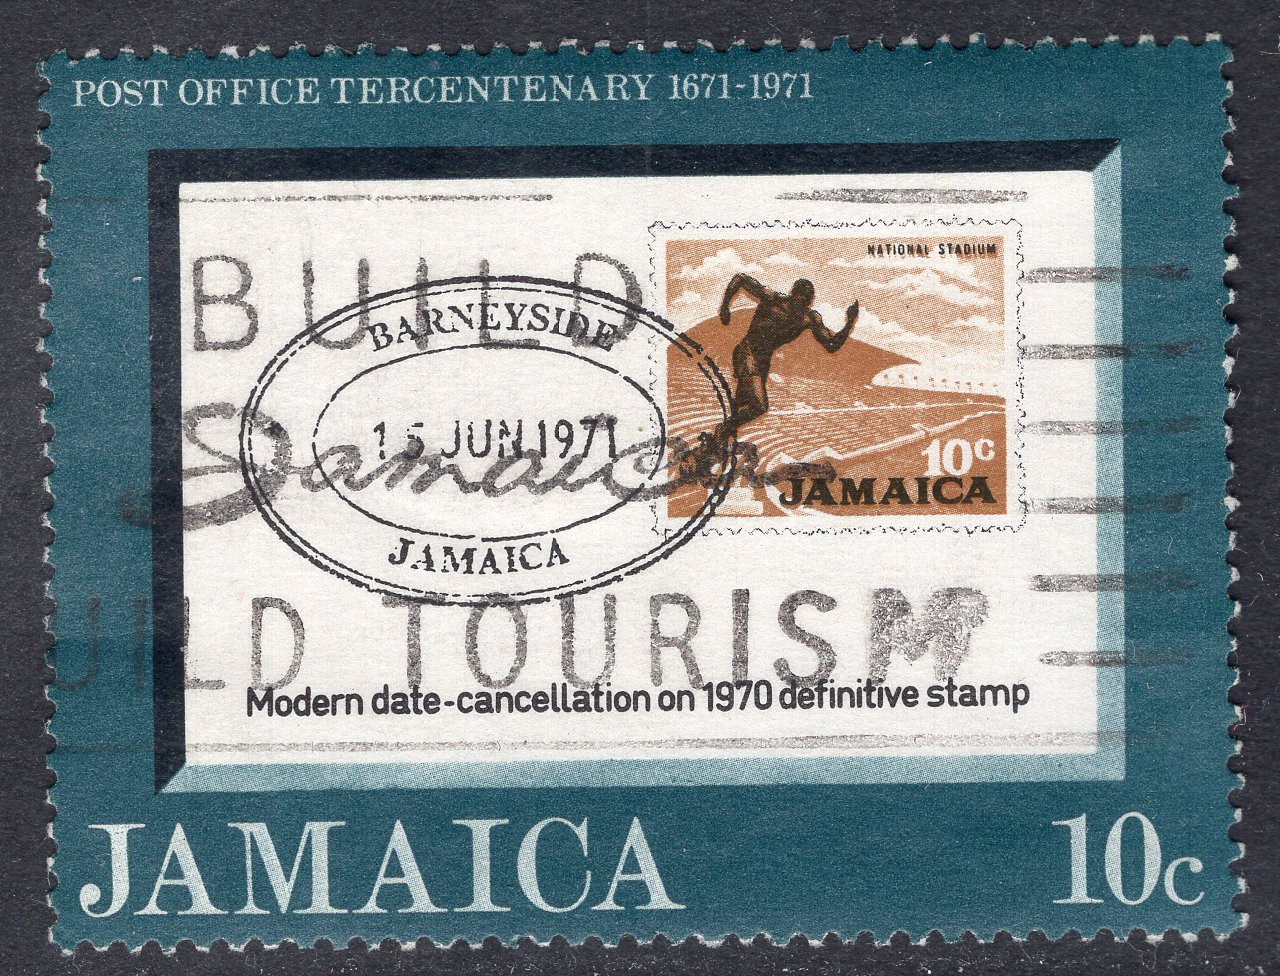 POST OFFICE TERCENTENARY 1671-1971
BUILD
NATIONAL STADIUM
BARNEYSIDE
15 JUN 1971
Jamaica
10c
JAMAICA
JAMAICA
UILD TOURISM
Modern date-cancellation on 1970 definitive stamp
JAMAICA 10c